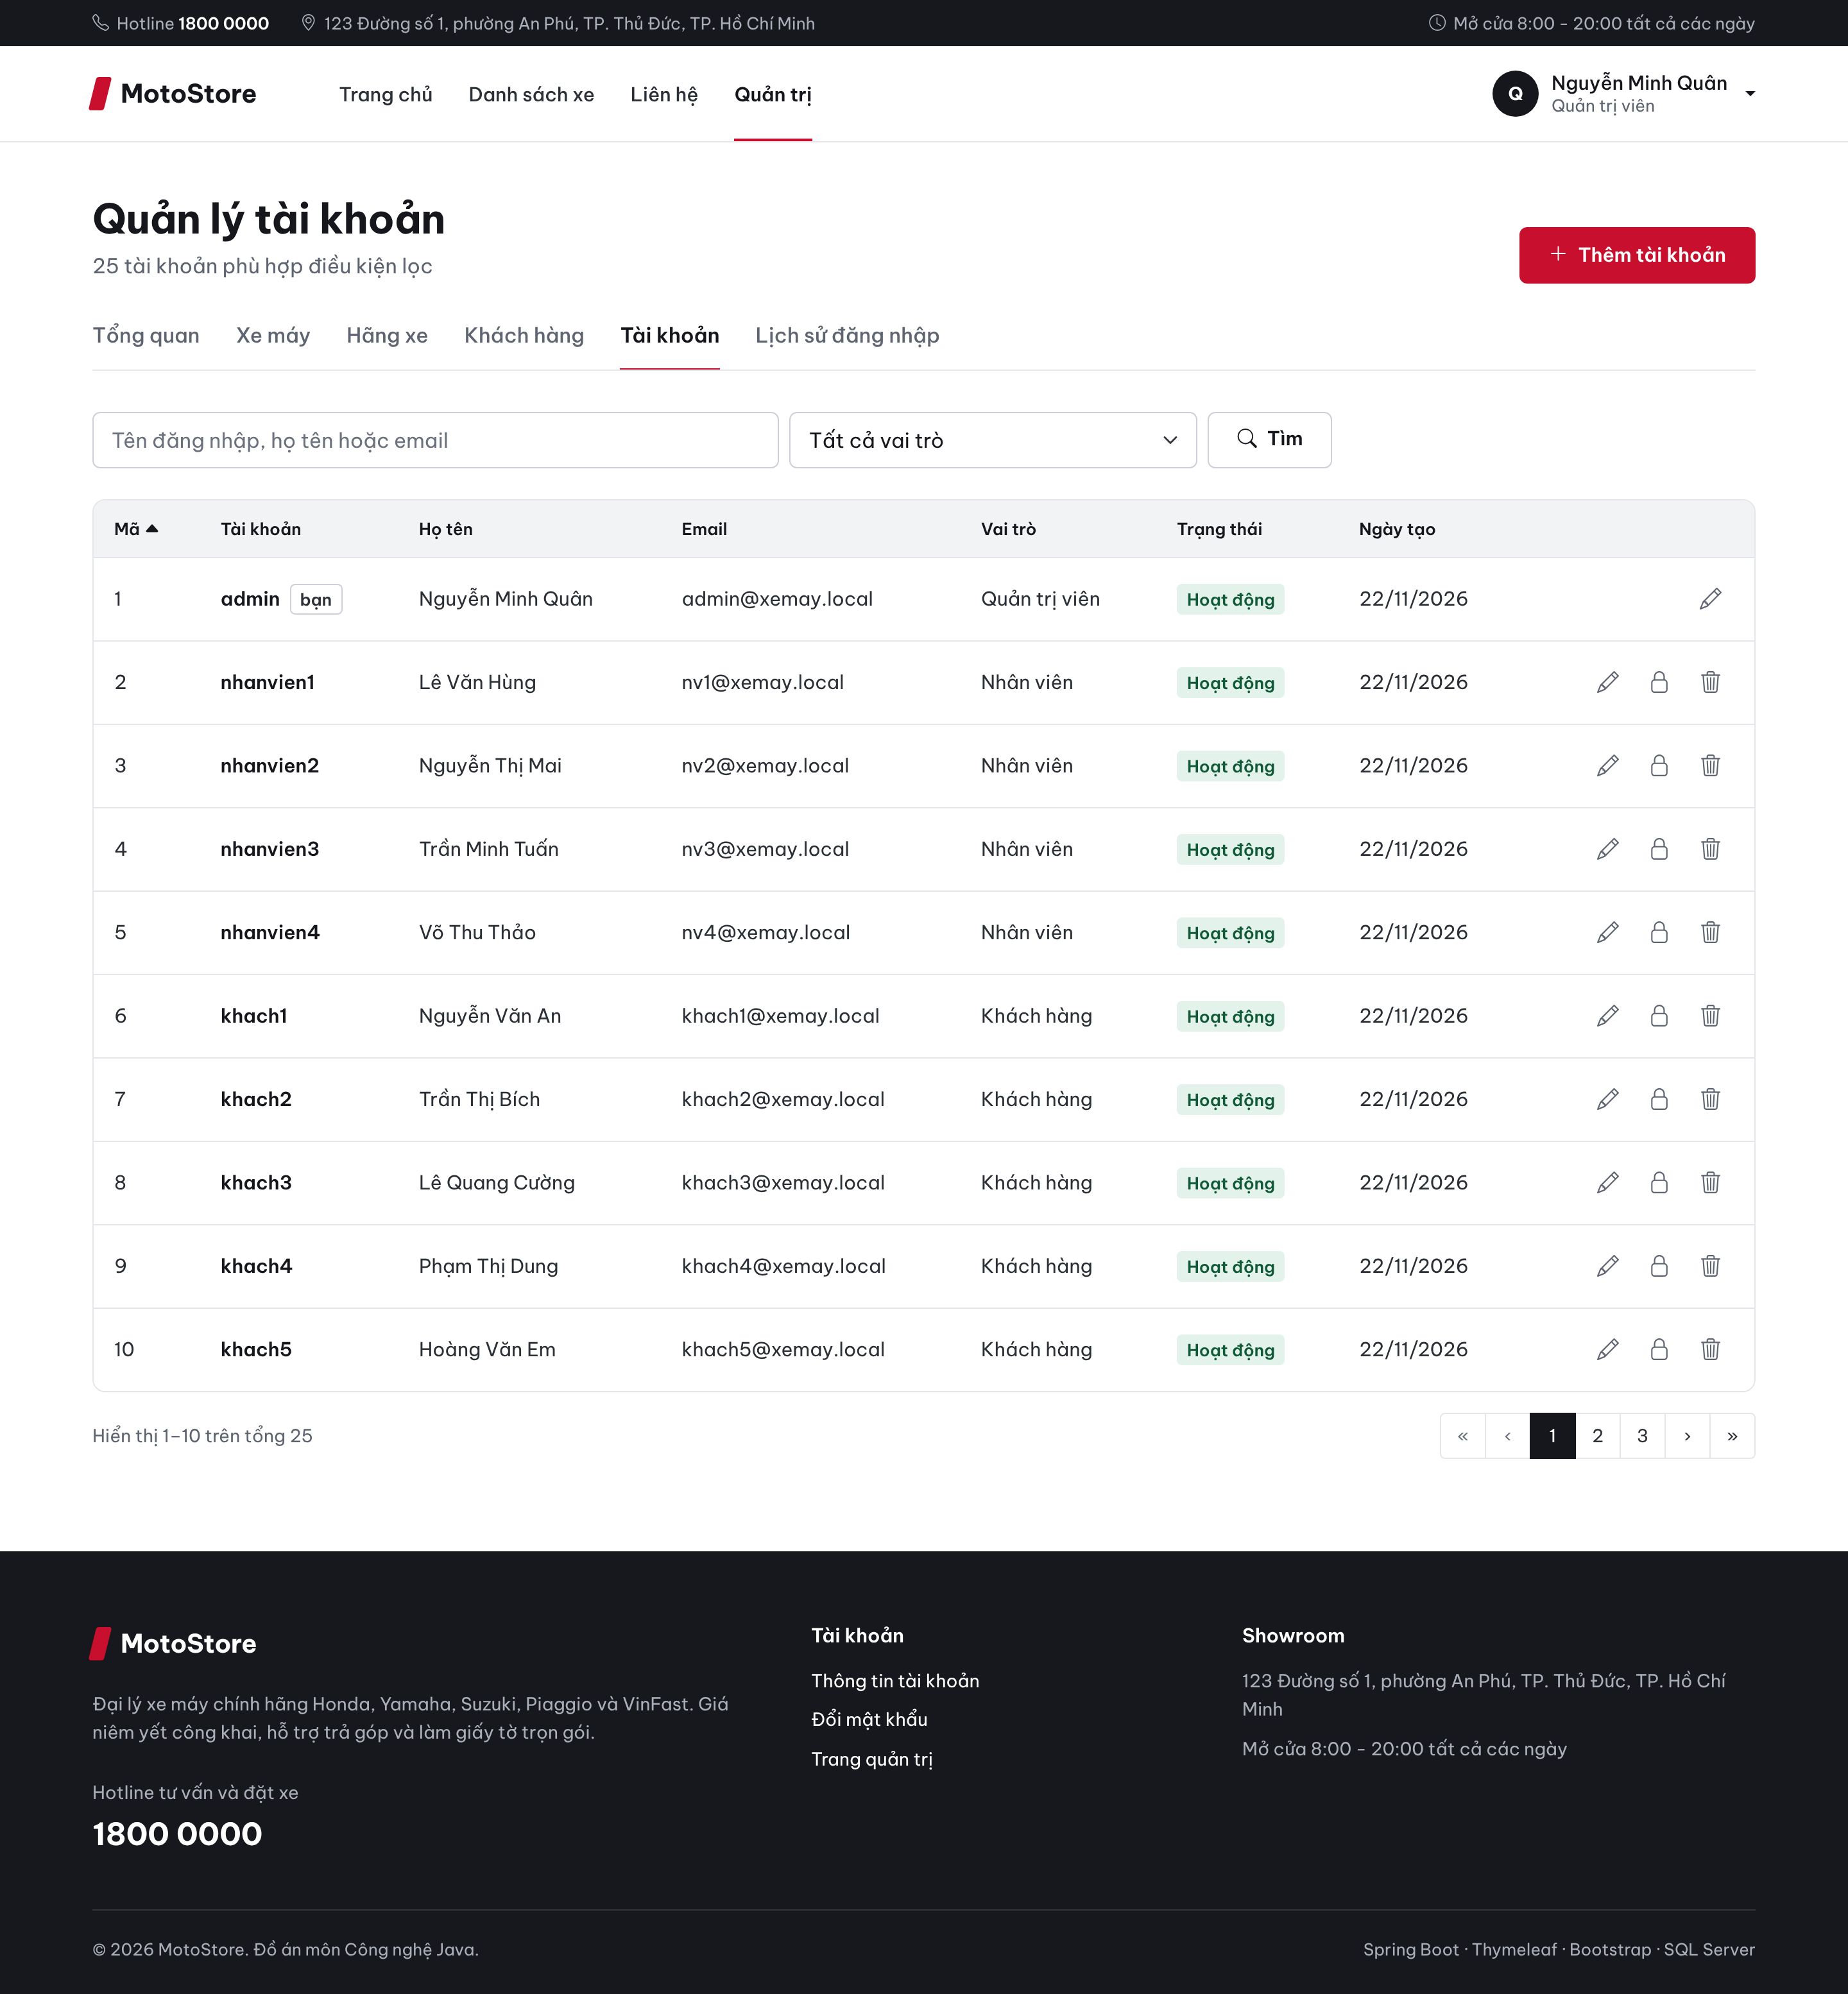 Hotline 1800 0000 123 Đường số 1, phường An Phú, TP. Thủ Đức, TP. Hồ Chí Minh Mở cửa 8:00 - 20:00 tất cả các ngày
MotoStore Trang chủ Danh sách xe Liên hệ Quản trị Q Nguyễn Minh Quân
Quản trị viên
Quản lý tài khoản
25 tài khoản phù hợp điều kiện lọc
Thêm tài khoản
Tổng quan Xe máy Hãng xe Khách hàng Tài khoản Lịch sử đăng nhập
Tên đăng nhập, họ tên hoặc email Tất cả vai trò Tìm
Mã Tài khoản Họ tên Email Vai trò Trạng thái Ngày tạo
1 admin bạn Nguyễn Minh Quân admin@xemay.local Quản trị viên Hoạt động 22/11/2026
2 nhanvien1 Lê Văn Hùng nv1@xemay.local Nhân viên Hoạt động 22/11/2026
3 nhanvien2 Nguyễn Thị Mai nv2@xemay.local Nhân viên Hoạt động 22/11/2026
4 nhanvien3 Trần Minh Tuấn nv3@xemay.local Nhân viên Hoạt động 22/11/2026
5 nhanvien4 Võ Thu Thảo nv4@xemay.local Nhân viên Hoạt động 22/11/2026
6 khach1 Nguyễn Văn An khach1@xemay.local Khách hàng Hoạt động 22/11/2026
7 khach2 Trần Thị Bích khach2@xemay.local Khách hàng Hoạt động 22/11/2026
8 khach3 Lê Quang Cường khach3@xemay.local Khách hàng Hoạt động 22/11/2026
9 khach4 Phạm Thị Dung khach4@xemay.local Khách hàng Hoạt động 22/11/2026
10 khach5 Hoàng Văn Em khach5@xemay.local Khách hàng Hoạt động 22/11/2026
Hiển thị 1–10 trên tổng 25 « ‹ 1 2 3 › »
MotoStore
Đại lý xe máy chính hãng Honda, Yamaha, Suzuki, Piaggio và VinFast. Giá
niêm yết công khai, hỗ trợ trả góp và làm giấy tờ trọn gói.
Hotline tư vấn và đặt xe
1800 0000
Tài khoản
Thông tin tài khoản
Đổi mật khẩu
Trang quản trị
Showroom
123 Đường số 1, phường An Phú, TP. Thủ Đức, TP. Hồ Chí
Minh
Mở cửa 8:00 - 20:00 tất cả các ngày
© 2026 MotoStore. Đồ án môn Công nghệ Java. Spring Boot · Thymeleaf · Bootstrap · SQL Server